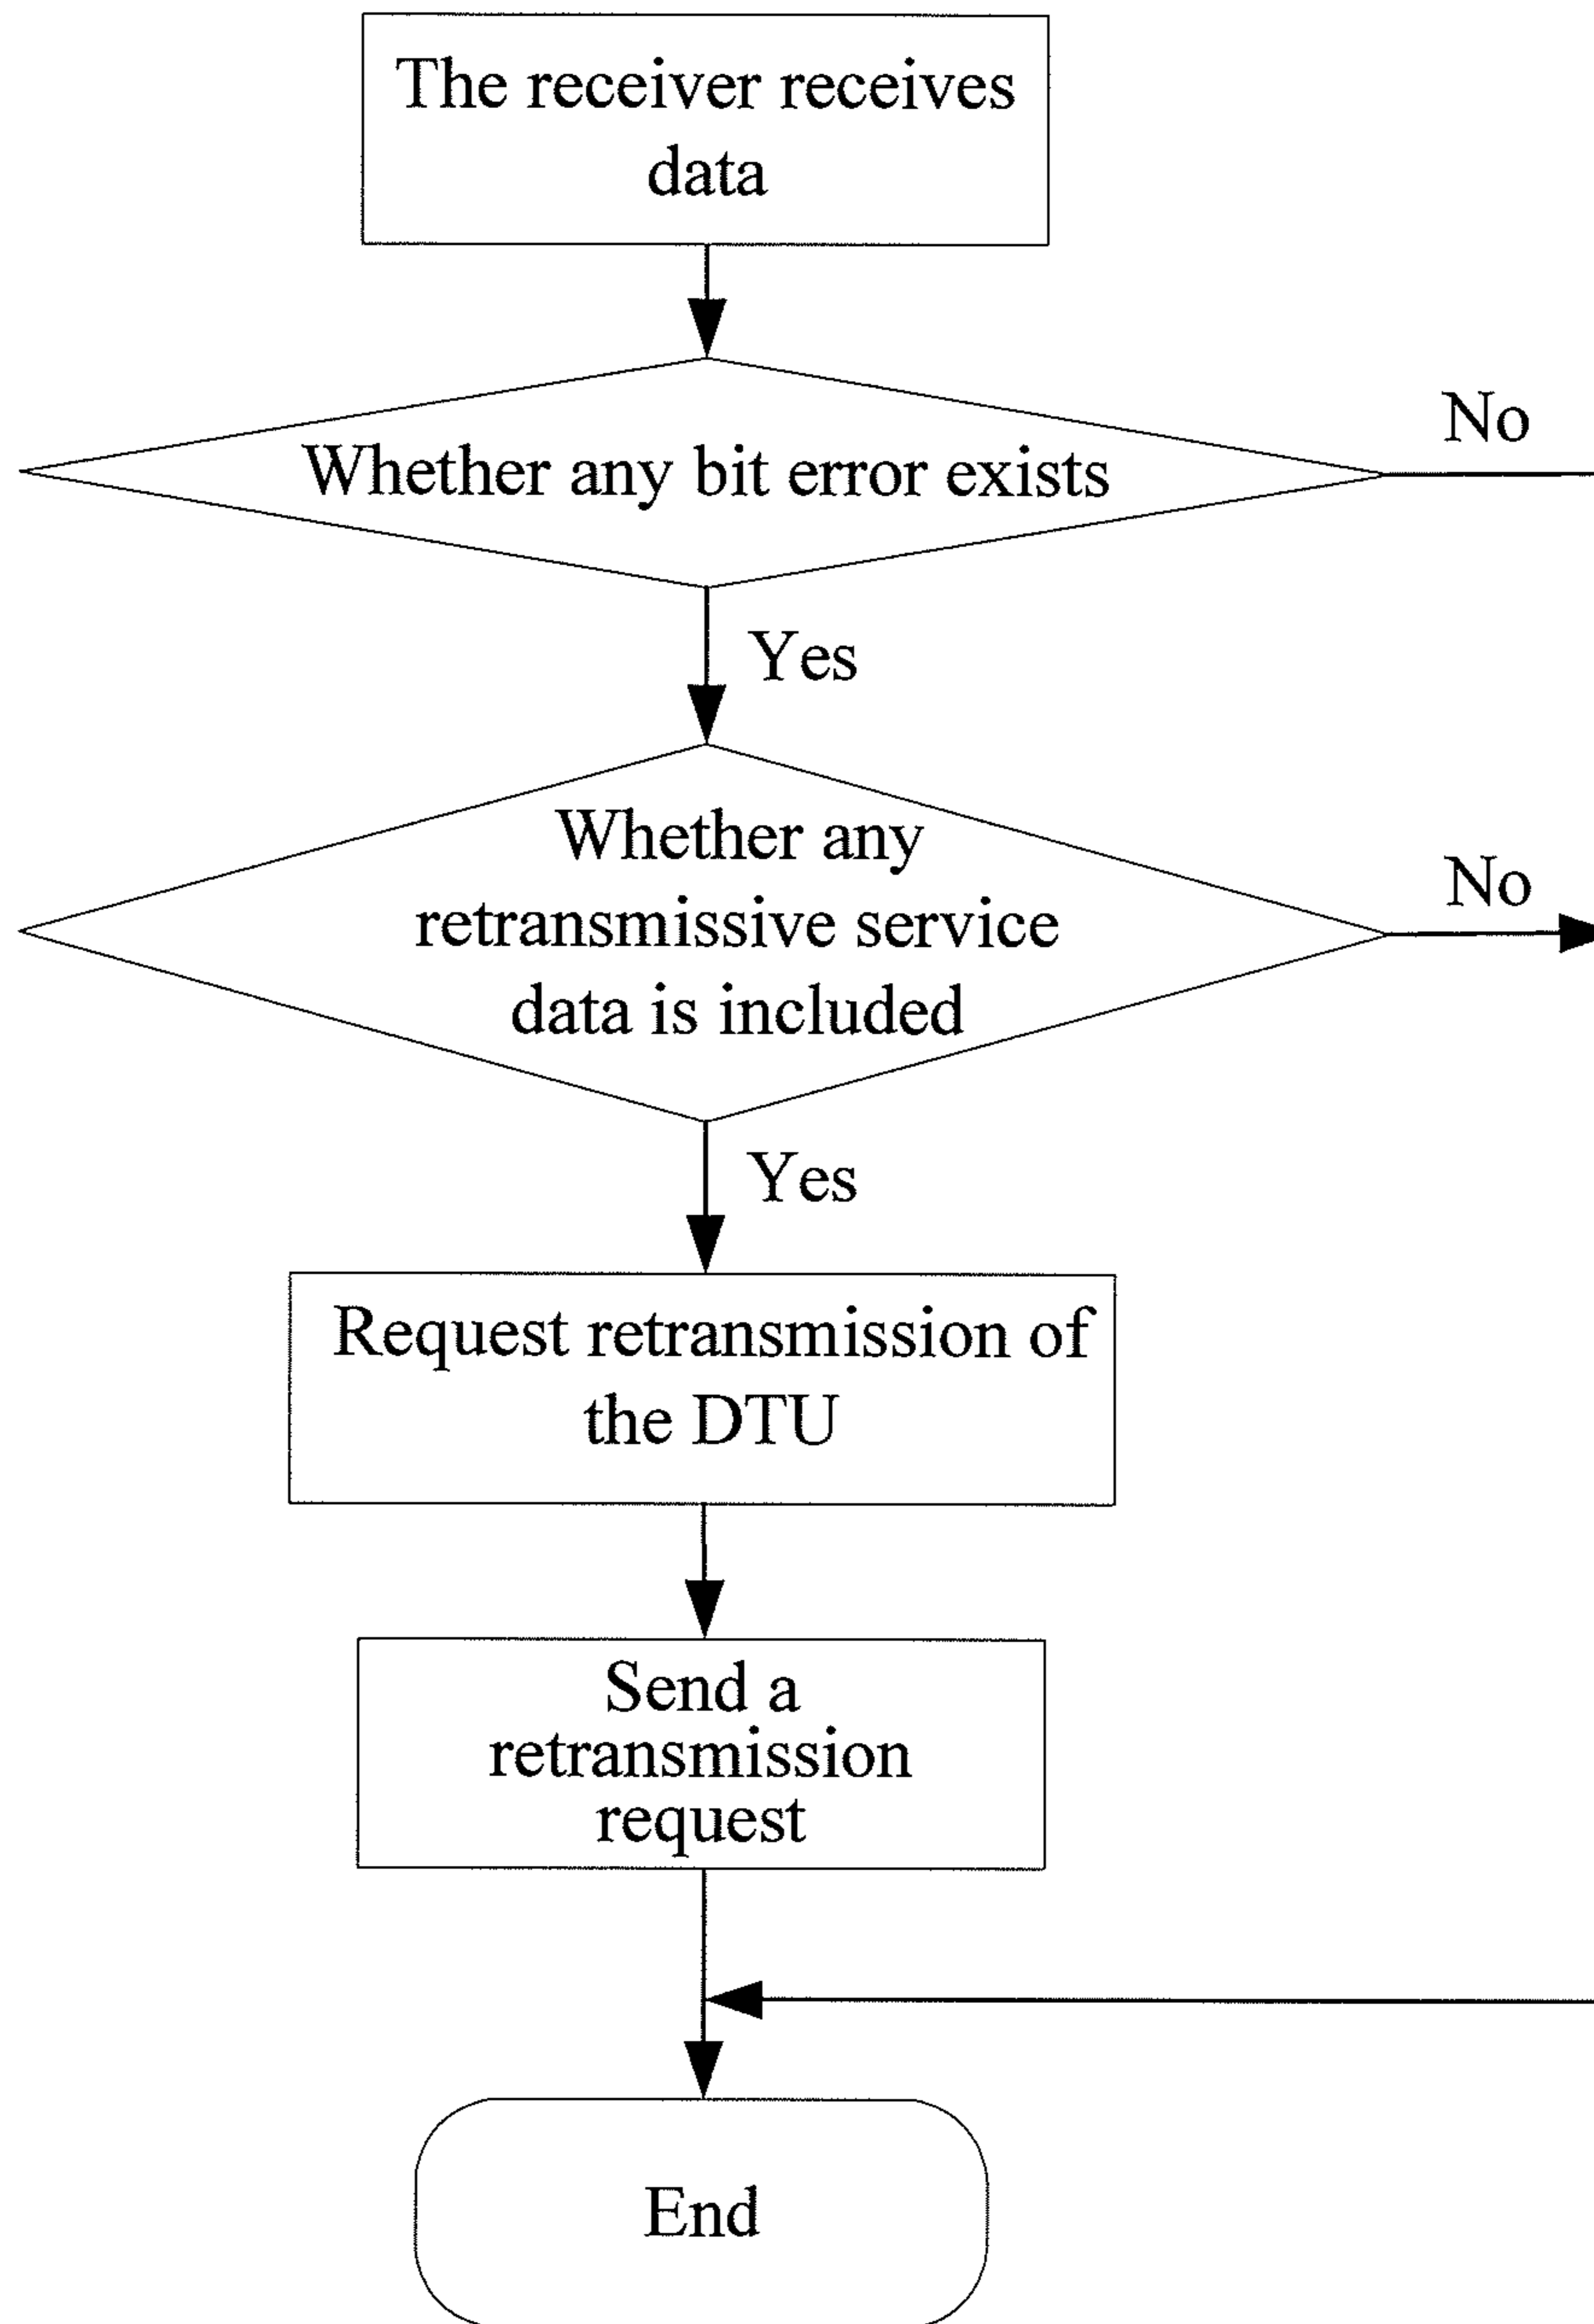 The receiver receives
data
No
Whether any bit error exists
Yes
Whether any
No
retransmissive service
data is included
Yes
Request retransmission of
the DTU
Send a
retransmission
request
End